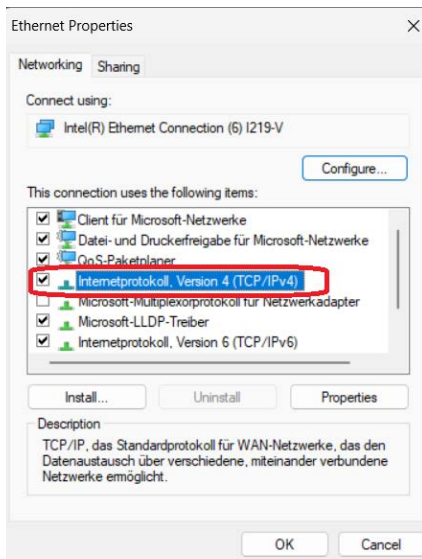 Ethernet Properties
Networking Sharing
Connect using:
Intel(R) Ethernet Connection (6) I219-V
Configure...
This connection uses the following items:
Client für Microsoft-Netzwerke
Datei- und Druckerfreigabe für Microsoft-Netzwerke
QoS-Paketplaner
Internetprotokoll, Version 4 (TCP/IPv4)
Microsoft-Multiplexorprotokoll für Netzwerkadapter
Microsoft-LLDP-Treiber
Internetprotokoll, Version 6 (TCP/IPv6)
Install... Uninstall Properties
Description
TCP/IP, das Standardprotokoll für WAN-Netzwerke, das den
Datenaustausch über verschiedene, miteinander verbundene
Netzwerke ermöglicht.
OK Cancel